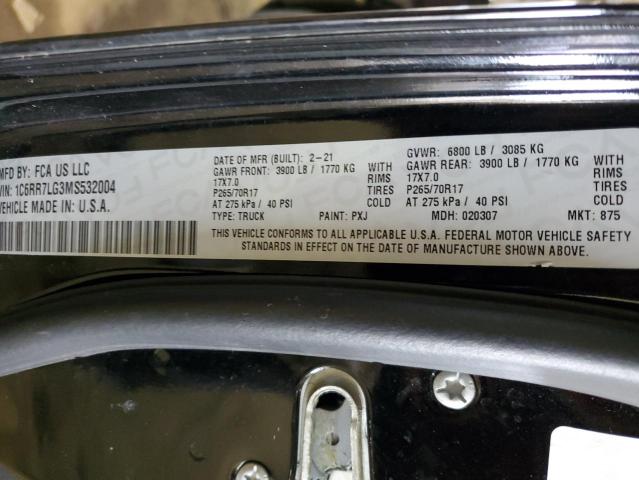 MFD BY: FCA US LLC
VIN: 1C6RR7LG3MS532004
VEHICLE MADE IN: U.S.A.
DATE OF MFR (BUILT): 2-21
GAWR FRONT: 3900 LB / 1770 KG WITH
17X7.0 RIMS
P265/70R17 TIRES
AT 275 kPa / 40 PSI COLD
GVWR: 6800 LB / 3085 KG
GAWR REAR: 3900 LB / 1770 KG WITH
17X7.0 RIMS
P265/70R17 TIRES
AT 275 kPa / 40 PSI COLD
TYPE: TRUCK PAINT: PXJ MDH: 020307 MKT: 875
THIS VEHICLE CONFORMS TO ALL APPLICABLE U.S.A. FEDERAL MOTOR VEHICLE SAFETY
STANDARDS IN EFFECT ON THE DATE OF MANUFACTURE SHOWN ABOVE.